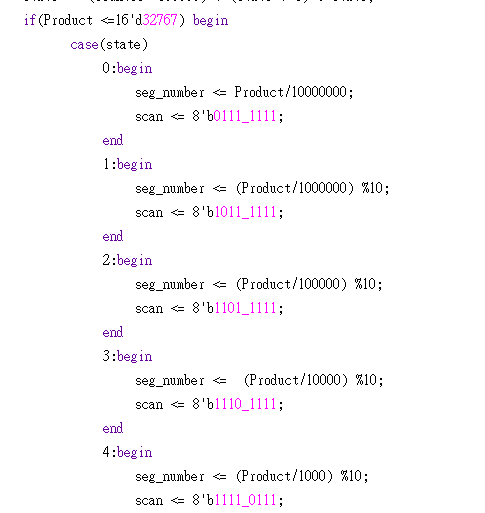 if(Product <=16'd32767) begin
case(state)
0:begin
seg_number <= Product/10000000;
scan <= 8'b0111_1111;
end
1:begin
seg_number <= (Product/1000000) %10;
scan <= 8'b1011_1111;
end
2:begin
seg_number <= (Product/100000) %10;
scan <= 8'b1101_1111;
end
3:begin
seg_number <= (Product/10000) %10;
scan <= 8'b1110_1111;
end
4:begin
seg_number <= (Product/1000) %10;
scan <= 8'b1111_0111;